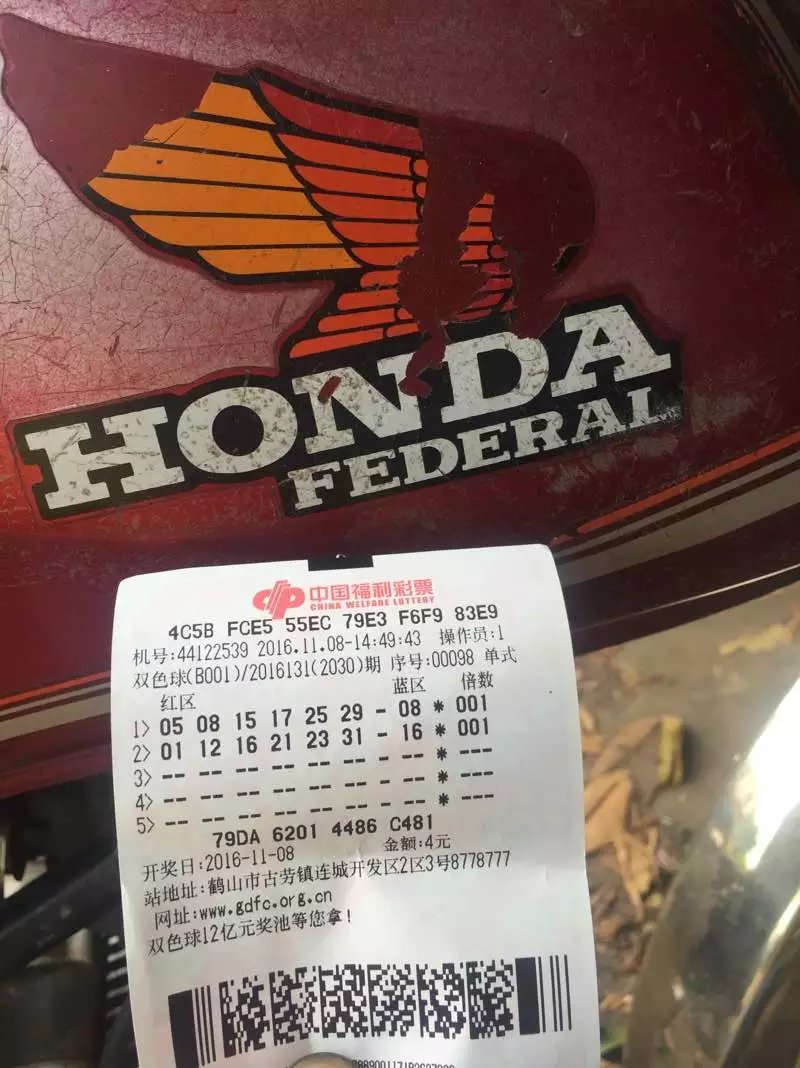 HONDA
FEDERAL
中国福利彩票
CHINA WELFARE LOTTERY
4C5B FCE5 55EC 79E3 F6F9 83E9
机号:44122539 2016.11.08-14:49:43 操作员:1
双色球(B001)/2016131(2030)期 序号:00098 单式
红区 蓝区 倍数
1> 05 08 15 17 25 29 - 08 * 001
2> 01 12 16 21 23 31 - 16 * 001
3> -- -- -- -- -- -- - -- * ---
4> -- -- -- -- -- -- - -- * ---
5> -- -- -- -- -- -- - -- * ---
79DA 6201 4486 C481
开奖日:2016-11-08 金额:4元
站地址:鹤山市古劳镇连城开发区2区3号8778777
网址:www.gdfc.org.cn
双色球12亿元奖池等您拿!